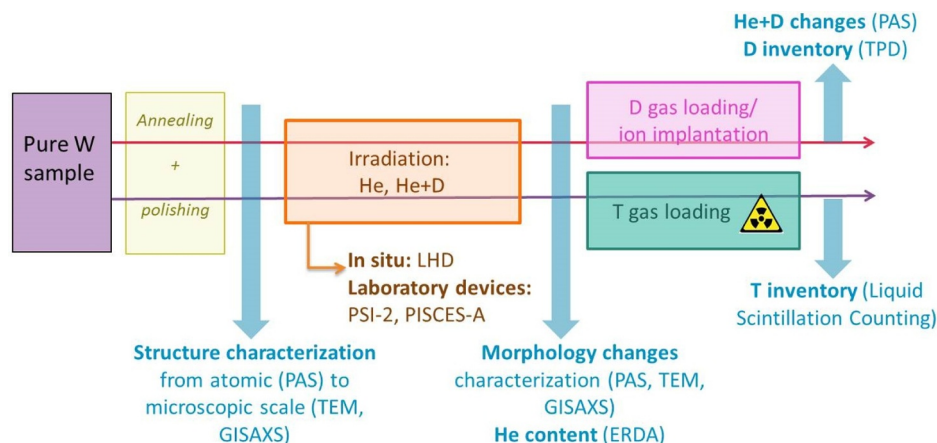 He+D changes (PAS)
D inventory (TPD)
Pure W
sample
Annealing
+
polishing
Irradiation:
He, He+D
D gas loading/
ion implantation
T gas loading
In situ: LHD
Laboratory devices:
PSI-2, PISCES-A
T inventory (Liquid
Scintillation Counting)
Structure characterization
from atomic (PAS) to
microscopic scale (TEM,
GISAXS)
Morphology changes
characterization (PAS, TEM,
GISAXS)
He content (ERDA)